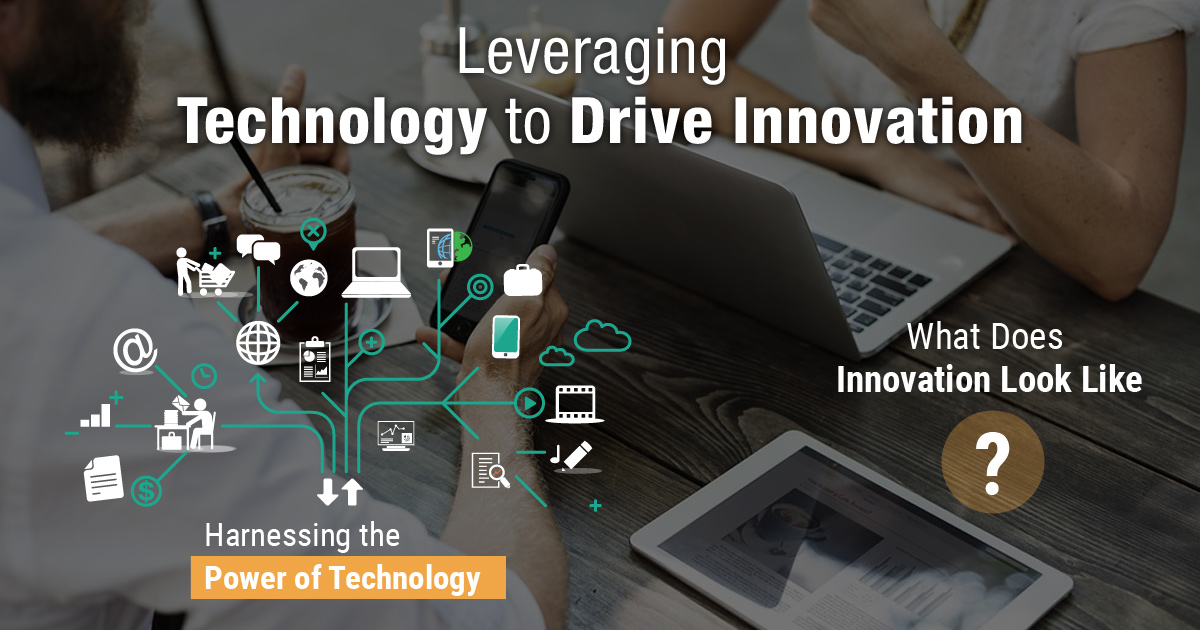 Leveraging
Technology to Drive Innovation
What Does
Innovation Look Like
?
Harnessing the
Power of Technology